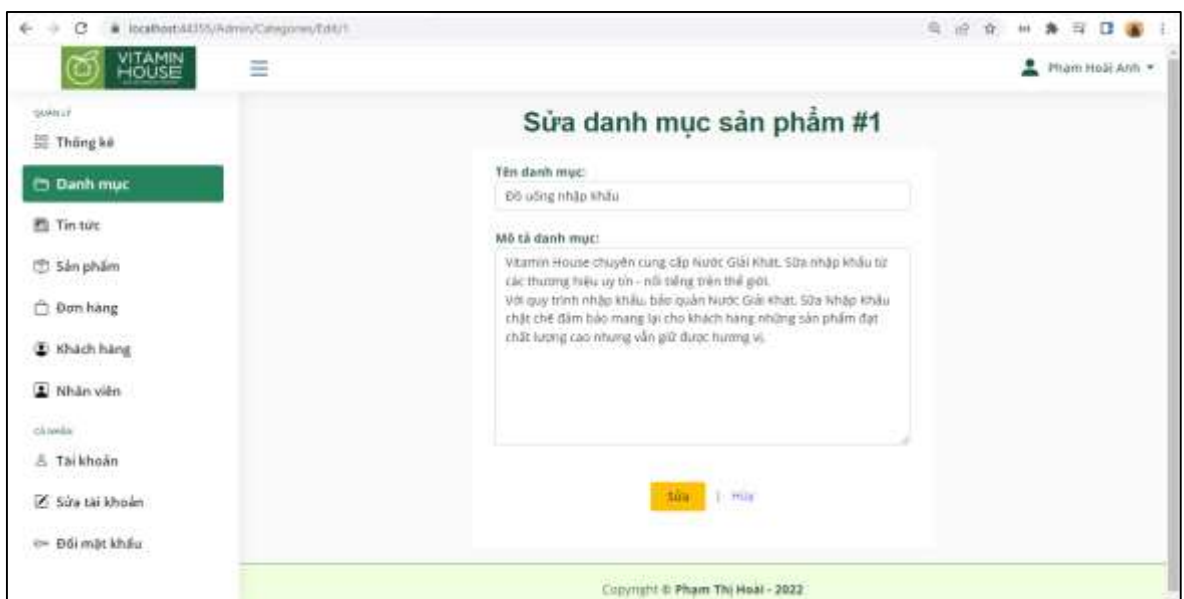 localhost:44355/Admin/Categories/Edit/1
VITAMIN
HOUSE
Phạm Hoài Anh
QUẢN LÝ
Thống kê
Danh mục
Tin tức
Sản phẩm
Đơn hàng
Khách hàng
Nhân viên
CÁ NHÂN
Tài khoản
Sửa tài khoản
Đổi mật khẩu
Sửa danh mục sản phẩm #1
Tên danh mục:
Đồ uống nhập khẩu
Mô tả danh mục:
Vitamin House chuyên cung cấp Nước Giải Khát, Sữa nhập khẩu từ
các thương hiệu uy tín - nổi tiếng trên thế giới.
Với quy trình nhập khẩu, bảo quản Nước Giải Khát, Sữa Nhập Khẩu
chặt chẽ đảm bảo mang lại cho khách hàng những sản phẩm đạt
chất lượng cao nhưng vẫn giữ được hương vị.
Sửa | Hủy
Copyright © Phạm Thị Hoài - 2022